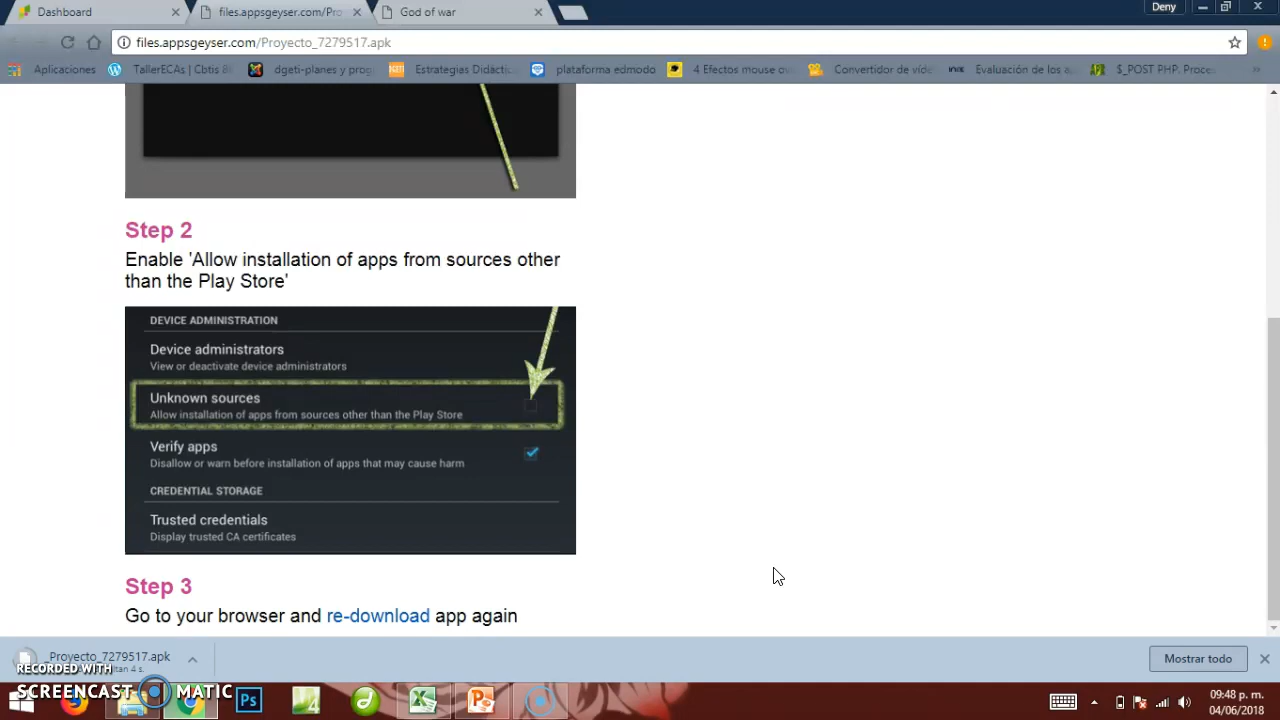 Dashboard
files.appsgeyser.com/Pro
God of war
Deny
files.appsgeyser.com/Proyecto_7279517.apk
Aplicaciones
TallerECAs | Cbtis 8
dgeti-planes y prog
Estrategias Didáctic
plataforma edmodo
4 Efectos mouse ov
Convertidor de víde
Evaluación de los a
$_POST PHP. Proces
Step 2
Enable 'Allow installation of apps from sources other
than the Play Store'
DEVICE ADMINISTRATION
Device administrators
View or deactivate device administrators
Unknown sources
Allow installation of apps from sources other than the Play Store
Verify apps
Disallow or warn before installation of apps that may cause harm
CREDENTIAL STORAGE
Trusted credentials
Display trusted CA certificates
Step 3
Go to your browser and re-download app again
Proyecto_7279517.apk
4 s.
Mostrar todo
RECORDED WITH
SCREENCAST MATIC
09:48 p. m.
04/06/2018